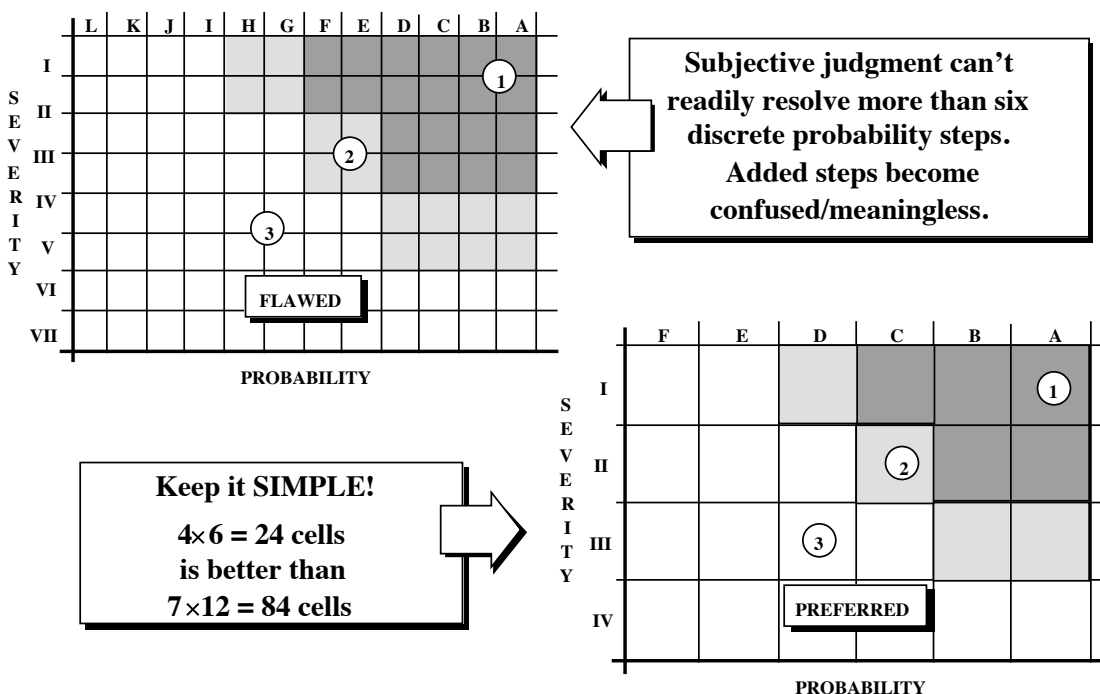 L K J I H G F E D C B A
I
II
III
IV
V
VI
VII
SEVERITY
1
2
3
FLAWED
PROBABILITY
Subjective judgment can't
readily resolve more than six
discrete probability steps.
Added steps become
confused/meaningless.
Keep it SIMPLE!
4×6 = 24 cells
is better than
7×12 = 84 cells
F E D C B A
I
II
III
IV
SEVERITY
1
2
3
PREFERRED
PROBABILITY